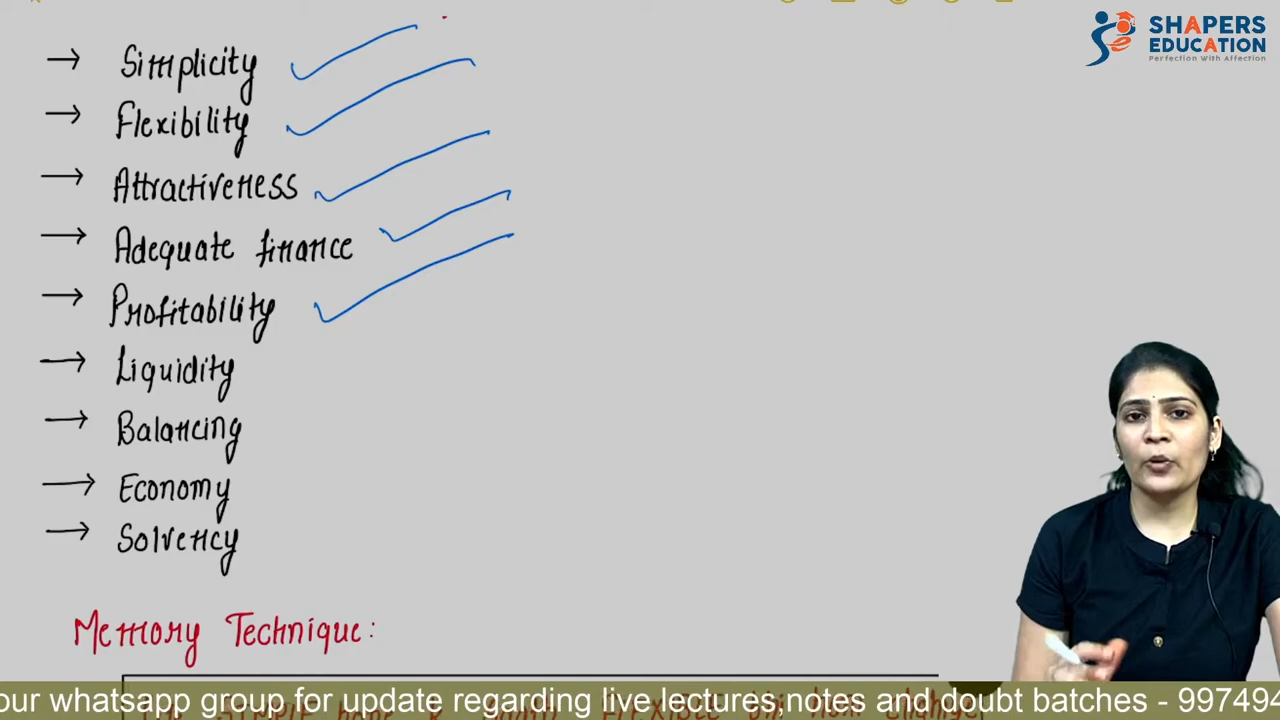 SHAPERS
EDUCATION
Perfection With Affection
→ Simplicity
→ Flexibility
→ Attractiveness
→ Adequate finance
→ Profitability
→ Liquidity
→ Balancing
→ Economy
→ Solvency
Memory Technique:
our whatsapp group for update regarding live lectures,notes and doubt batches - 997494